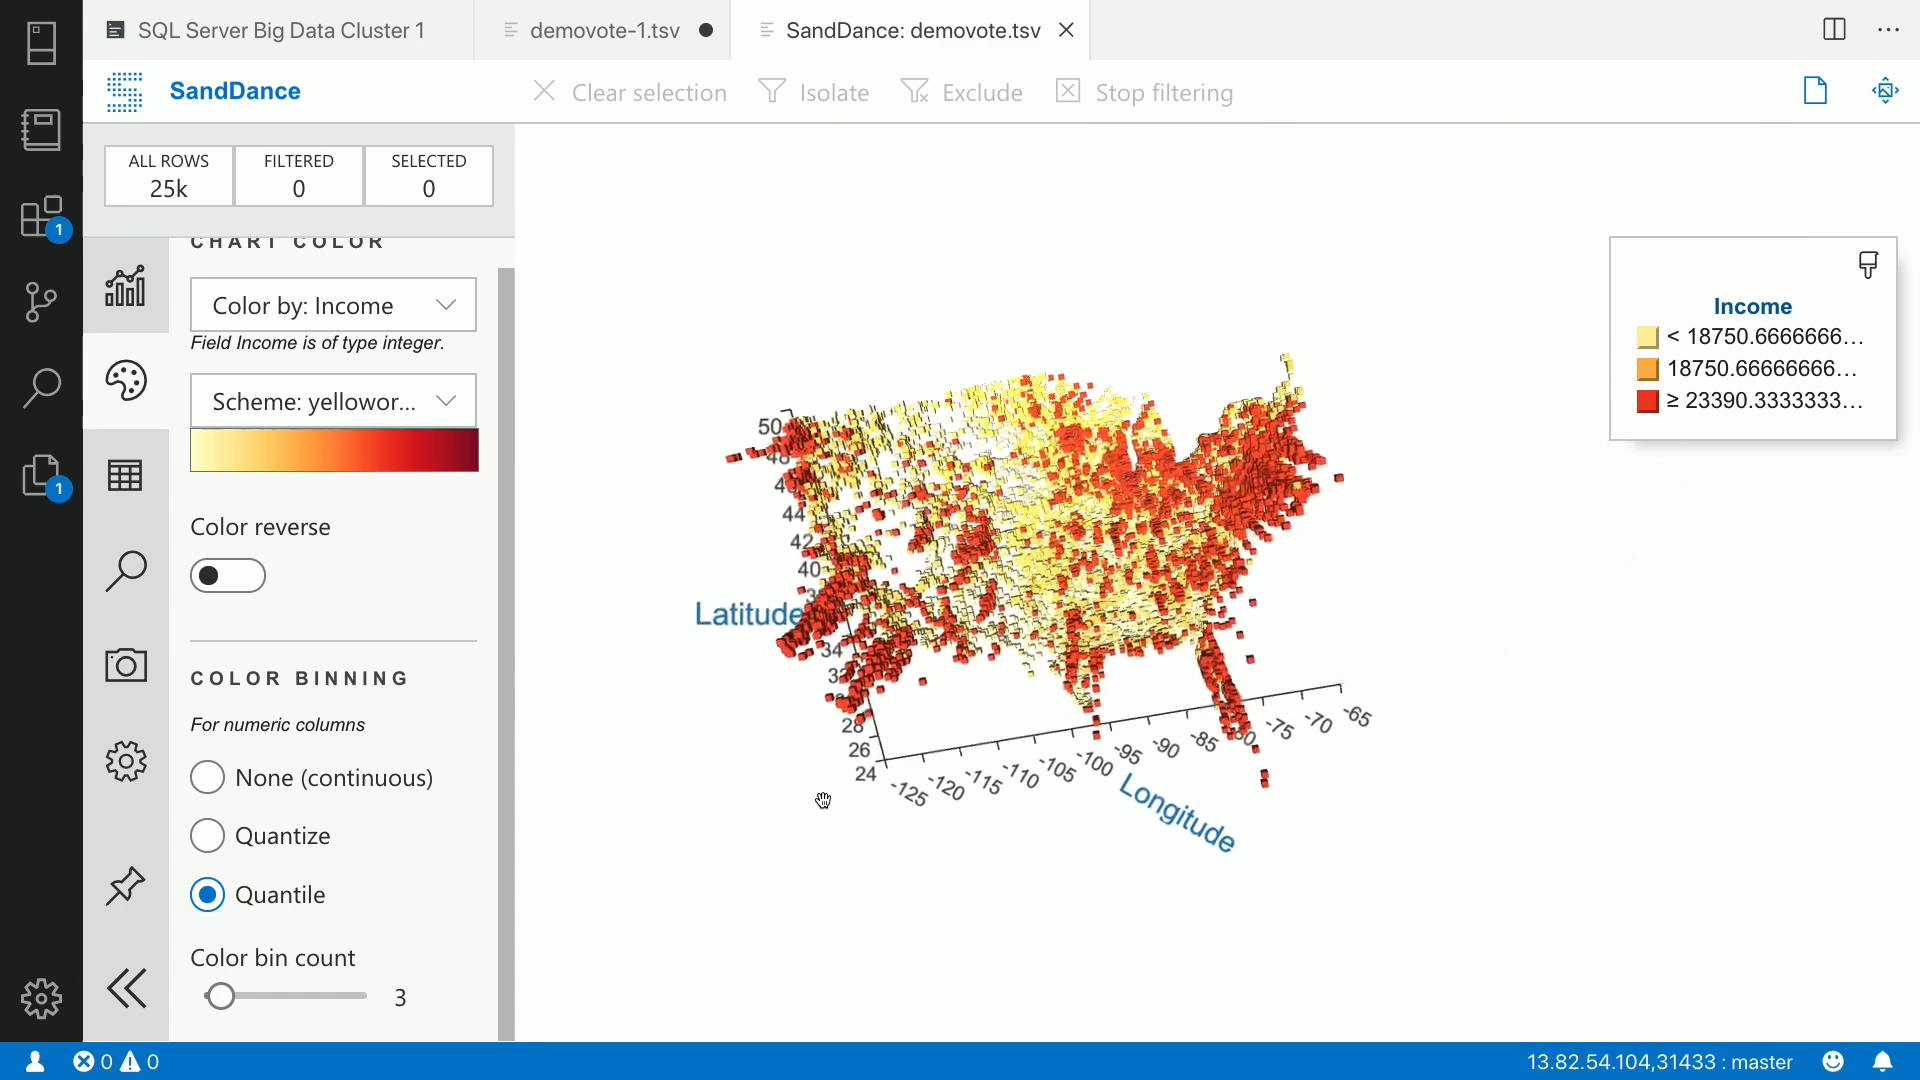 SQL Server Big Data Cluster 1
demovote-1.tsv
SandDance: demovote.tsv
SandDance
Clear selection
Isolate
Exclude
Stop filtering
ALL ROWS
25k
FILTERED
0
SELECTED
0
CHART COLOR
Color by: Income
Field Income is of type integer.
Scheme: yellowor...
Color reverse
COLOR BINNING
For numeric columns
None (continuous)
Quantize
Quantile
Color bin count
3
1
1
Income
< 18750.6666666...
18750.66666666...
≥ 23390.3333333...
50
48
44
42
40
34
28
26
24
Latitude
-125
-120
-115
-110
-105
-100
-95
-90
-85
-75
-70
-65
Longitude
0
0
13.82.54.104,31433 : master